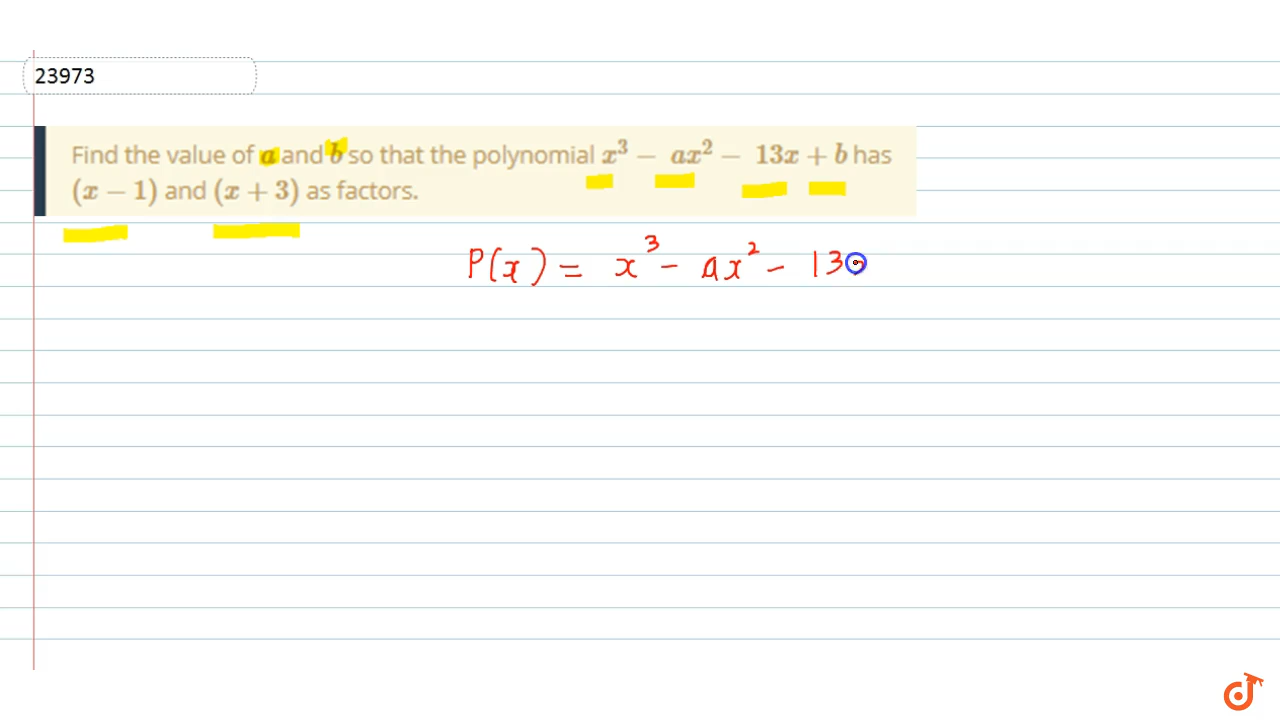 23973
Find the value of a and b so that the polynomial x³ − ax² − 13x + b has
(x − 1) and (x + 3) as factors.
P(x) = x³ − ax² − 13